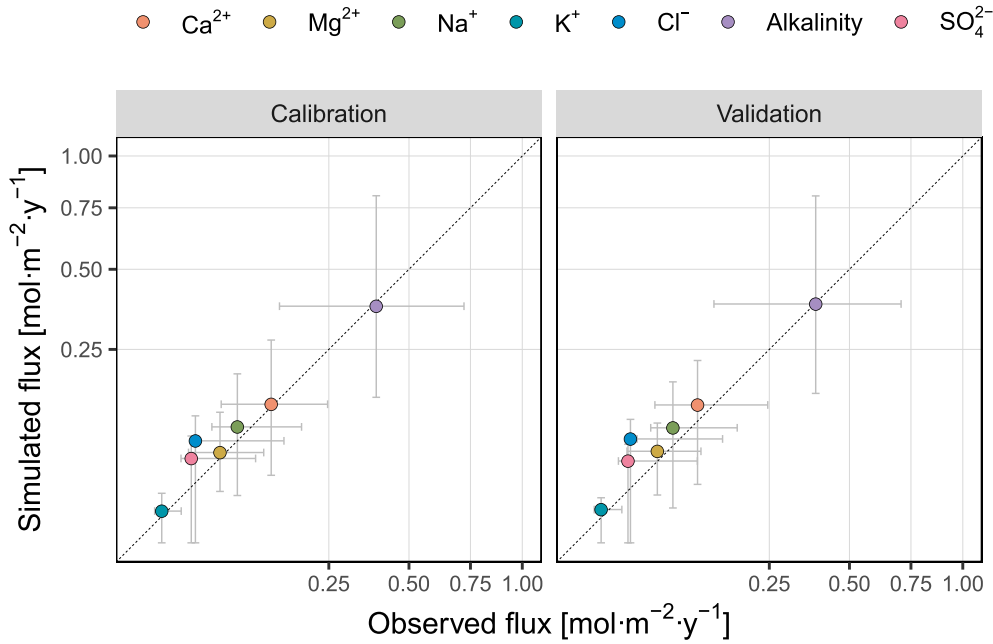 Ca²⁺ Mg²⁺ Na⁺ K⁺ Cl⁻ Alkalinity SO₄²⁻
Calibration Validation
Simulated flux [mol·m⁻²·y⁻¹]
1.00
0.75
0.50
0.25
0.25 0.50 0.75 1.00 0.25 0.50 0.75 1.00
Observed flux [mol·m⁻²·y⁻¹]